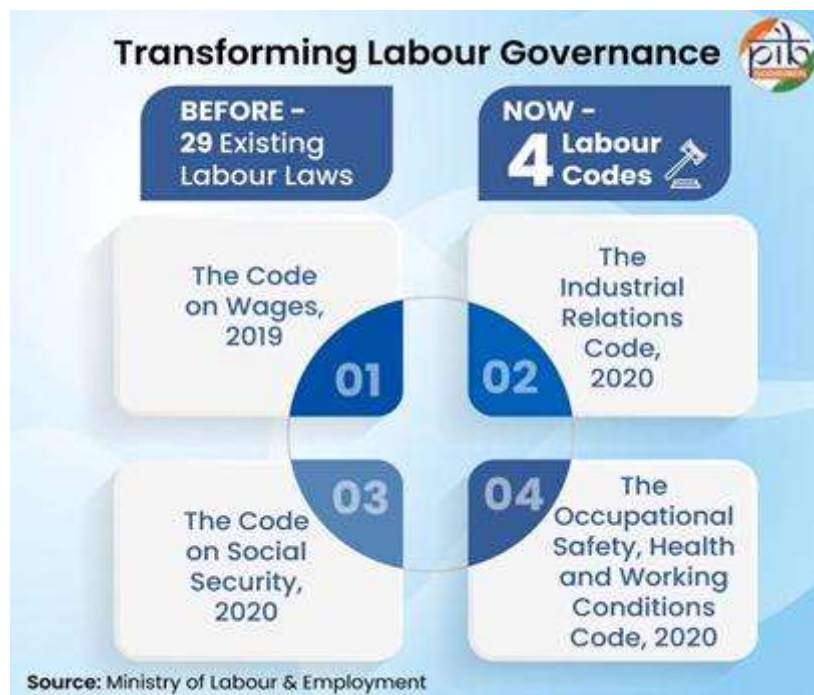 Transforming Labour Governance
pib
BEFORE -
29 Existing
Labour Laws
NOW -
4 Labour
Codes
The Code
on Wages,
2019
01
The
Industrial
Relations
Code,
2020
02
The Code
on Social
Security,
2020
03
The
Occupational
Safety, Health
and Working
Conditions
Code, 2020
04
Source: Ministry of Labour & Employment